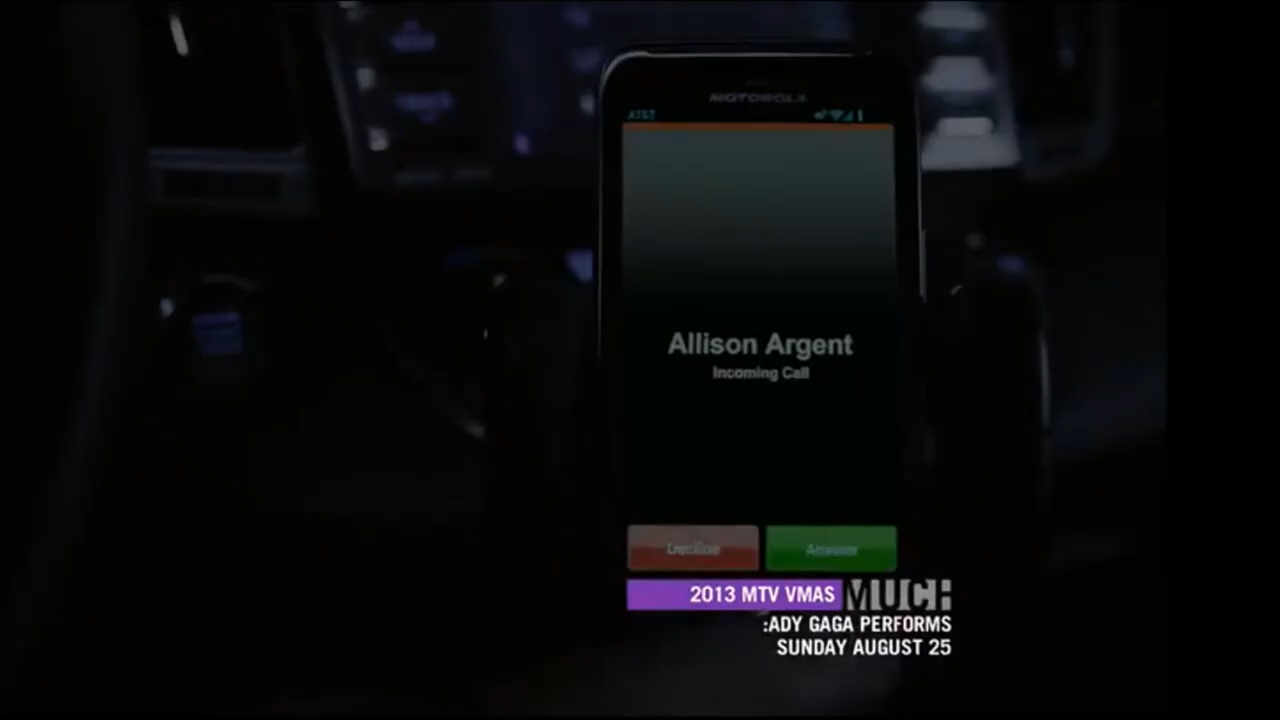 MOTOROLA
AT&T
Allison Argent
Incoming Call
Decline
Answer
2013 MTV VMAS MUCH
:ADY GAGA PERFORMS
SUNDAY AUGUST 25